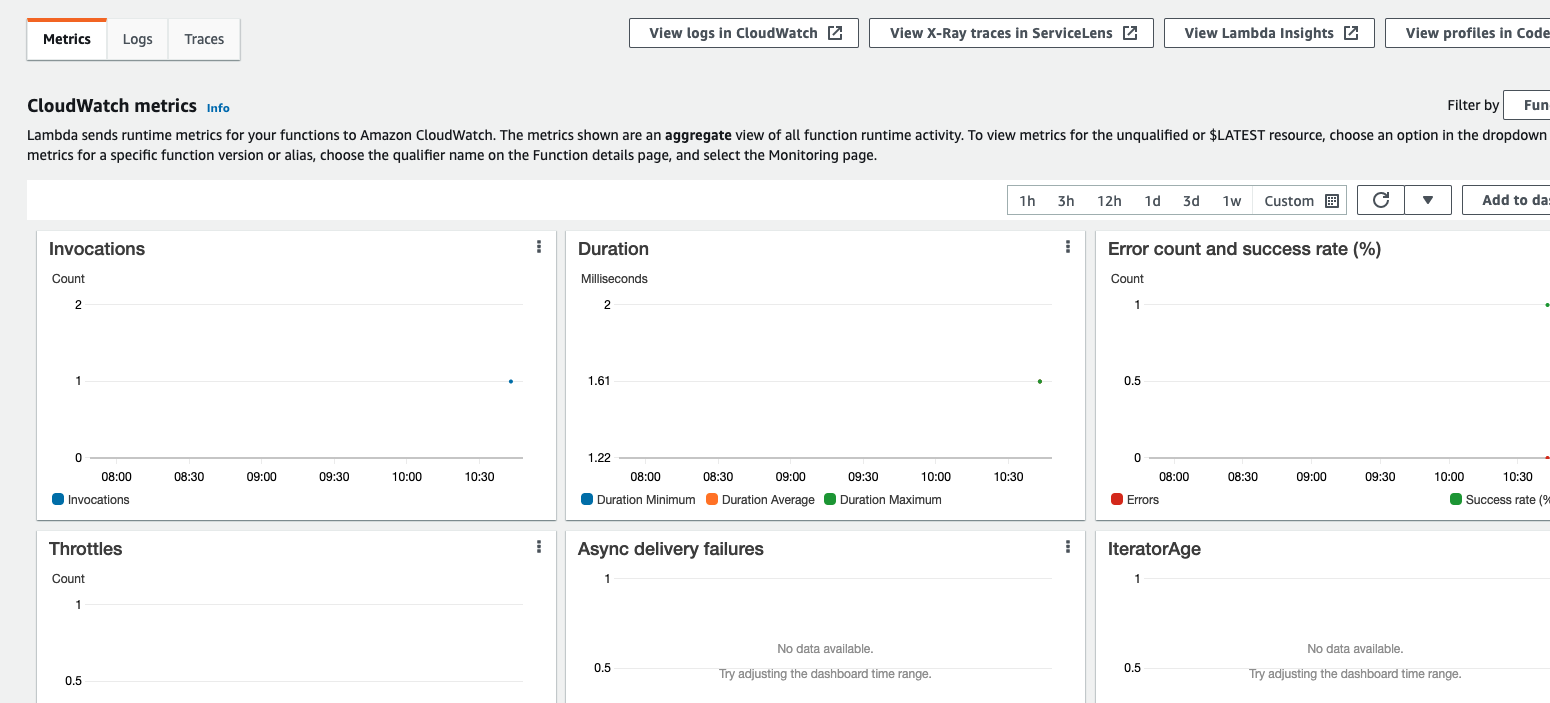 Metrics Logs Traces
View logs in CloudWatch View X-Ray traces in ServiceLens View Lambda Insights View profiles in Code
CloudWatch metrics Info
Filter by Fun
Lambda sends runtime metrics for your functions to Amazon CloudWatch. The metrics shown are an aggregate view of all function runtime activity. To view metrics for the unqualified or $LATEST resource, choose an option in the dropdown
metrics for a specific function version or alias, choose the qualifier name on the Function details page, and select the Monitoring page.
1h 3h 12h 1d 3d 1w Custom Add to da
Invocations
Count
2
1
0
08:00 08:30 09:00 09:30 10:00 10:30
Invocations
Duration
Milliseconds
2
1.61
1.22
08:00 08:30 09:00 09:30 10:00 10:30
Duration Minimum Duration Average Duration Maximum
Error count and success rate (%)
Count
1
0.5
0
08:00 08:30 09:00 09:30 10:00 10:30
Errors Success rate (%
Throttles
Count
1
0.5
Async delivery failures
1
No data available.
0.5
Try adjusting the dashboard time range.
IteratorAge
1
No data available.
0.5
Try adjusting the dashboard time range.